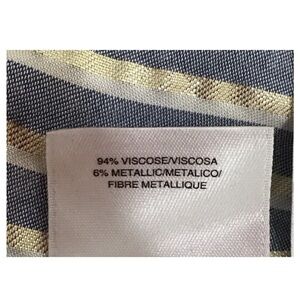 94% VISCOSE/VISCOSA
6% METALLIC/METALICO/
FIBRE METALLIQUE